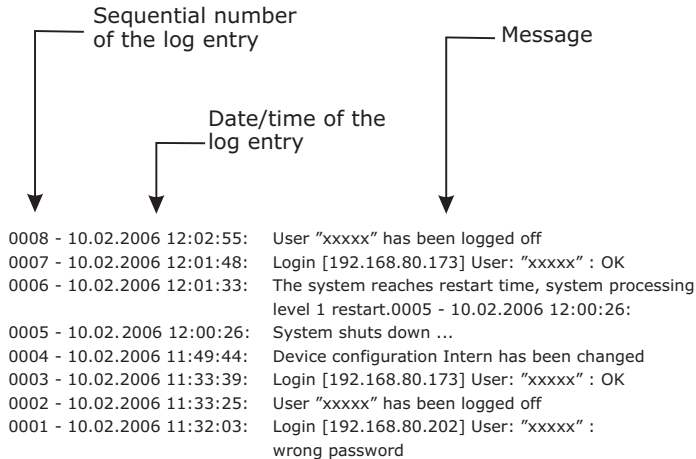 Sequential number
of the log entry
Message
Date/time of the
log entry
0008 - 10.02.2006 12:02:55: User ”xxxxx” has been logged off
0007 - 10.02.2006 12:01:48: Login [192.168.80.173] User: ”xxxxx” : OK
0006 - 10.02.2006 12:01:33: The system reaches restart time, system processing
level 1 restart.0005 - 10.02.2006 12:00:26:
0005 - 10.02.2006 12:00:26: System shuts down ...
0004 - 10.02.2006 11:49:44: Device configuration Intern has been changed
0003 - 10.02.2006 11:33:39: Login [192.168.80.173] User: ”xxxxx” : OK
0002 - 10.02.2006 11:33:25: User ”xxxxx” has been logged off
0001 - 10.02.2006 11:32:03: Login [192.168.80.202] User: ”xxxxx” :
wrong password